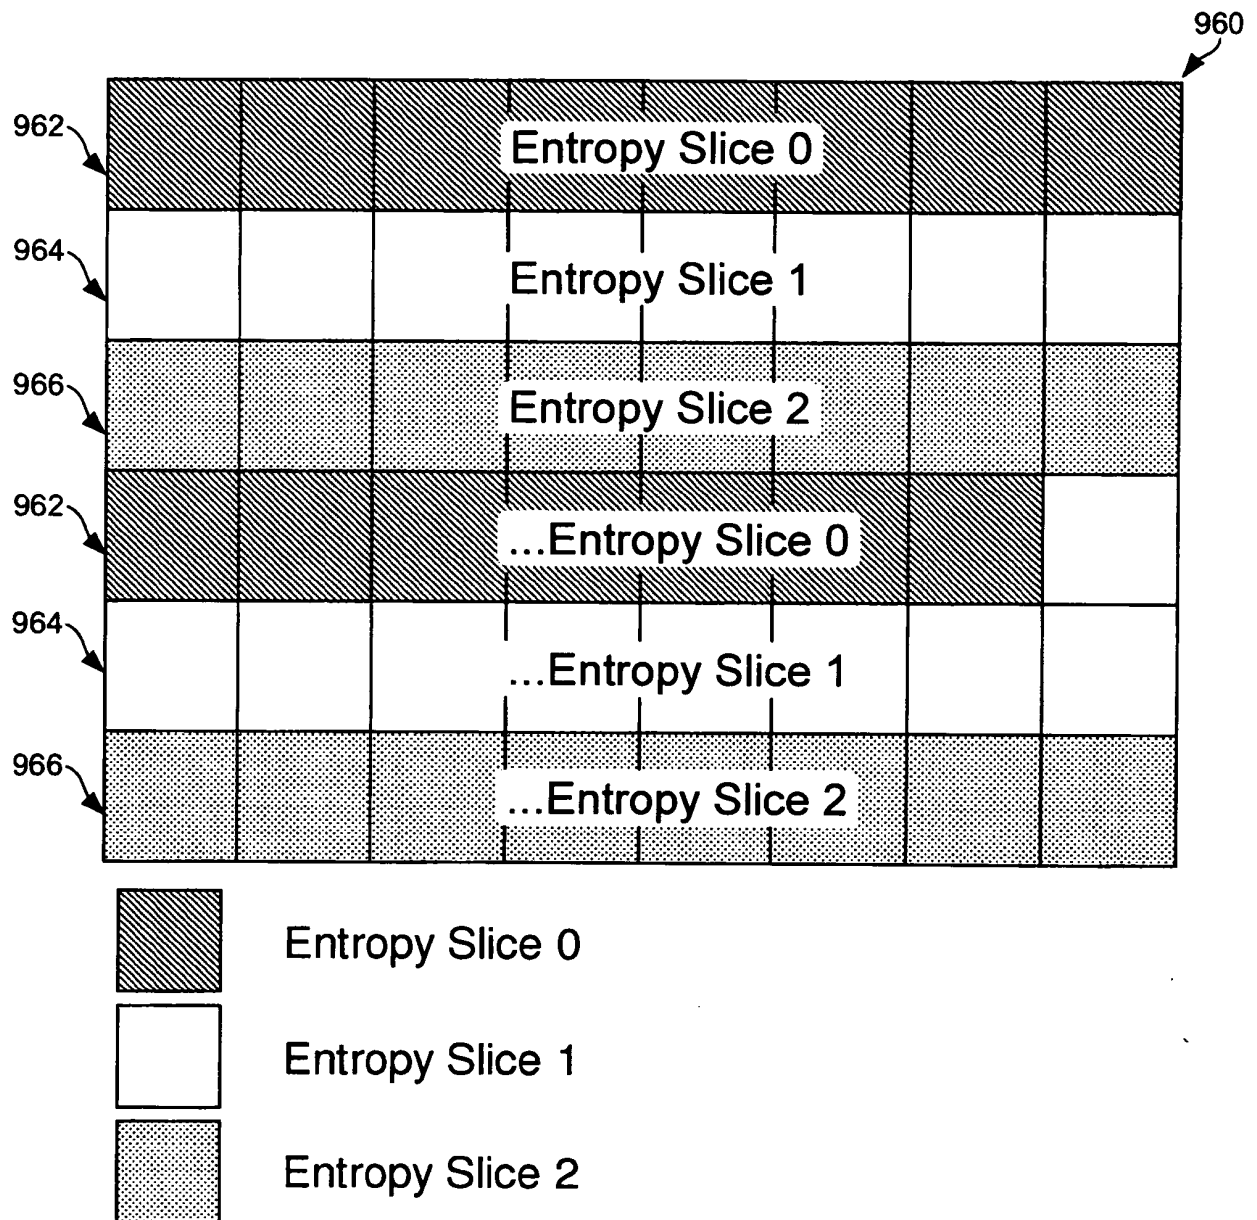 960
962
Entropy Slice 0
964
Entropy Slice 1
966
Entropy Slice 2
962
...Entropy Slice 0
964
...Entropy Slice 1
966
...Entropy Slice 2
Entropy Slice 0
Entropy Slice 1
Entropy Slice 2